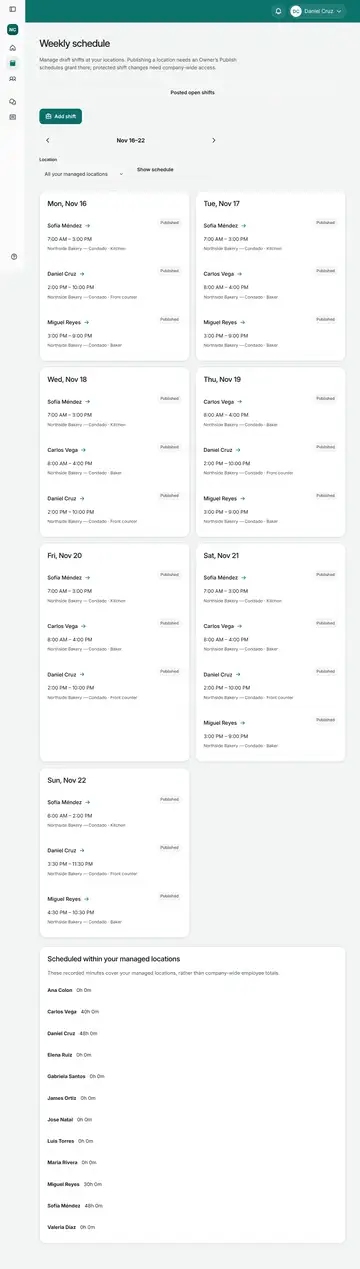 NC
DC Daniel Cruz
Weekly schedule
Manage draft shifts at your locations. Publishing a location needs an Owner's Publish
schedules grant there; protected shift changes need company-wide access.
Posted open shifts
Add shift
Nov 16–22
Location
All your managed locations
Show schedule
Mon, Nov 16
Sofía Méndez → Published
7:00 AM – 3:00 PM
Northside Bakery — Condado · Kitchen
Daniel Cruz → Published
2:00 PM – 10:00 PM
Northside Bakery — Condado · Front counter
Miguel Reyes → Published
3:00 PM – 9:00 PM
Northside Bakery — Condado · Baker
Tue, Nov 17
Sofía Méndez → Published
7:00 AM – 3:00 PM
Northside Bakery — Condado · Kitchen
Carlos Vega → Published
8:00 AM – 4:00 PM
Northside Bakery — Condado · Baker
Miguel Reyes → Published
3:00 PM – 9:00 PM
Northside Bakery — Condado · Baker
Wed, Nov 18
Sofía Méndez → Published
7:00 AM – 3:00 PM
Northside Bakery — Condado · Kitchen
Carlos Vega → Published
8:00 AM – 4:00 PM
Northside Bakery — Condado · Baker
Daniel Cruz → Published
2:00 PM – 10:00 PM
Northside Bakery — Condado · Front counter
Thu, Nov 19
Carlos Vega → Published
8:00 AM – 4:00 PM
Northside Bakery — Condado · Baker
Daniel Cruz → Published
2:00 PM – 10:00 PM
Northside Bakery — Condado · Front counter
Miguel Reyes → Published
3:00 PM – 9:00 PM
Northside Bakery — Condado · Baker
Fri, Nov 20
Sofía Méndez → Published
7:00 AM – 3:00 PM
Northside Bakery — Condado · Kitchen
Carlos Vega → Published
8:00 AM – 4:00 PM
Northside Bakery — Condado · Baker
Daniel Cruz → Published
2:00 PM – 10:00 PM
Northside Bakery — Condado · Front counter
Sat, Nov 21
Sofía Méndez → Published
7:00 AM – 3:00 PM
Northside Bakery — Condado · Kitchen
Carlos Vega → Published
8:00 AM – 4:00 PM
Northside Bakery — Condado · Baker
Daniel Cruz → Published
2:00 PM – 10:00 PM
Northside Bakery — Condado · Front counter
Miguel Reyes → Published
3:00 PM – 9:00 PM
Northside Bakery — Condado · Baker
Sun, Nov 22
Sofía Méndez → Published
8:00 AM – 2:00 PM
Northside Bakery — Condado · Kitchen
Daniel Cruz → Published
3:30 PM – 11:30 PM
Northside Bakery — Condado · Front counter
Miguel Reyes → Published
4:30 PM – 10:30 PM
Northside Bakery — Condado · Baker
Scheduled within your managed locations
These recorded minutes cover your managed locations, rather than company-wide employee totals.
Ana Colon 0h 0m
Carlos Vega 40h 0m
Daniel Cruz 48h 0m
Elena Ruiz 0h 0m
Gabriela Santos 0h 0m
James Ortiz 0h 0m
Jose Natal 0h 0m
Luis Torres 0h 0m
Maria Rivera 0h 0m
Miguel Reyes 30h 0m
Sofía Méndez 46h 0m
Valeria Diaz 0h 0m